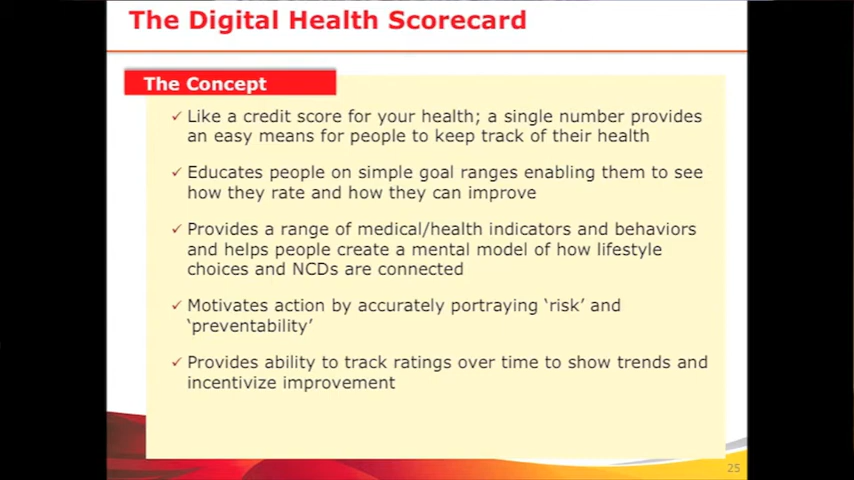 The Digital Health Scorecard
The Concept
✓ Like a credit score for your health; a single number provides
an easy means for people to keep track of their health
✓ Educates people on simple goal ranges enabling them to see
how they rate and how they can improve
✓ Provides a range of medical/health indicators and behaviors
and helps people create a mental model of how lifestyle
choices and NCDs are connected
✓ Motivates action by accurately portraying ‘risk’ and
‘preventability’
✓ Provides ability to track ratings over time to show trends and
incentivize improvement
25